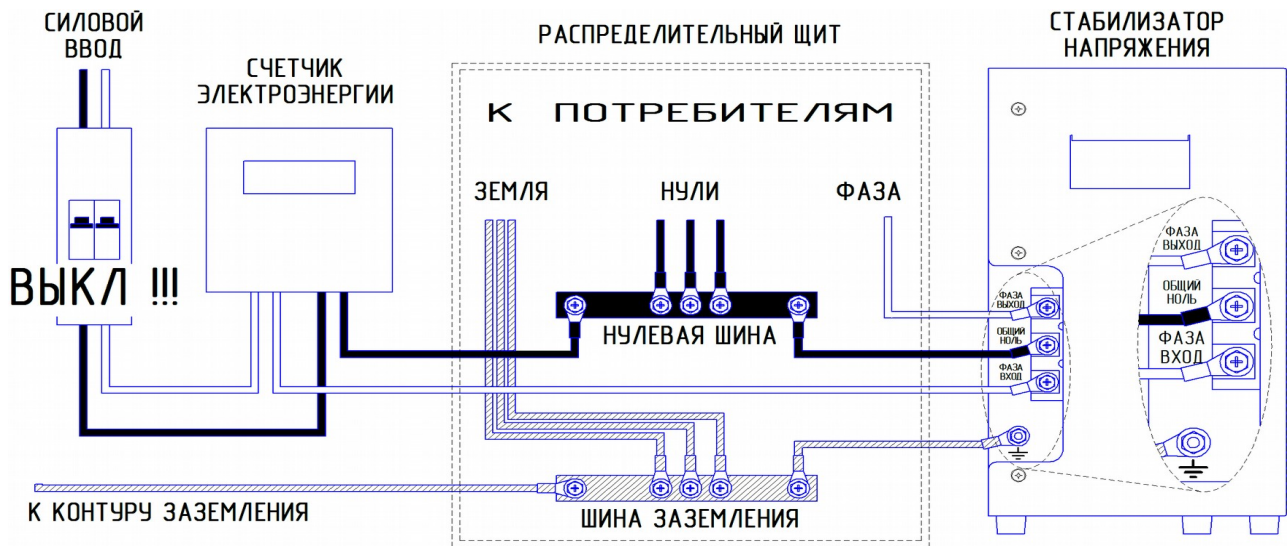 СИЛОВОЙ
ВВОД
СЧЕТЧИК
ЭЛЕКТРОЭНЕРГИИ
РАСПРЕДЕЛИТЕЛЬНЫЙ ЩИТ
СТАБИЛИЗАТОР
НАПРЯЖЕНИЯ
К ПОТРЕБИТЕЛЯМ
ЗЕМЛЯ
НУЛИ
ФАЗА
ВЫКЛ !!!
НУЛЕВАЯ ШИНА
ФАЗА
ВЫХОД
ОБЩИЙ
НОЛЬ
ФАЗА
ВХОД
ФАЗА
ВЫХОД
ОБЩИЙ
НОЛЬ
ФАЗА
ВХОД
К КОНТУРУ ЗАЗЕМЛЕНИЯ
ШИНА ЗАЗЕМЛЕНИЯ